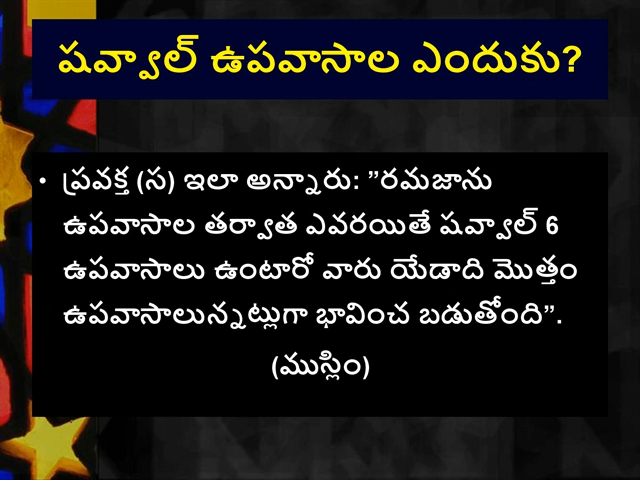 షవ్వాల్ ఉపవాసాల ఎందుకు?
• ప్రవక్త (స) ఇలా అన్నారు: ”రమజాను
ఉపవాసాల తర్వాత ఎవరయితే షవ్వాల్ 6
ఉపవాసాలు ఉంటారో వారు యేడాది మొత్తం
ఉపవాసాలున్నట్లుగా భావించ బడుతోంది”.
(ముస్లిం)